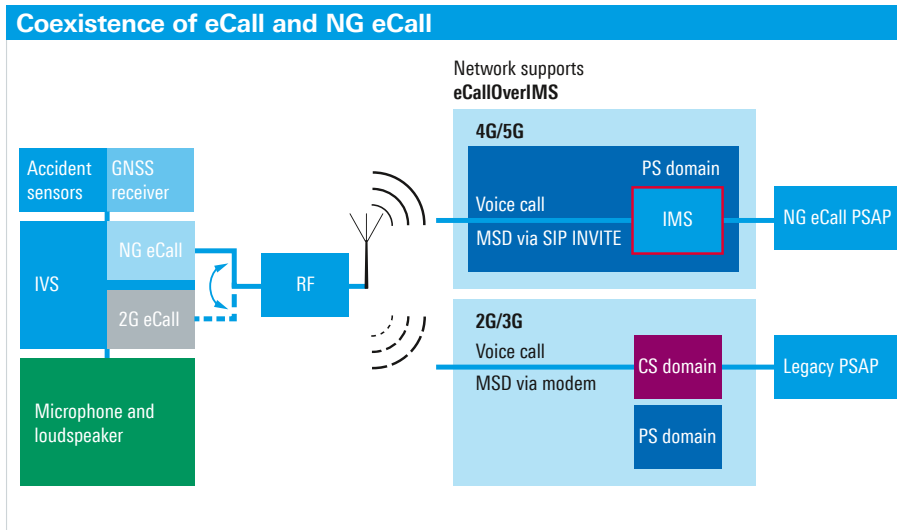 Coexistence of eCall and NG eCall
Network supports
eCallOverIMS
Accident
sensors
GNSS
receiver
IVS
NG eCall
2G eCall
Microphone and
loudspeaker
RF
4G/5G
PS domain
Voice call
MSD via SIP INVITE
IMS
NG eCall PSAP
2G/3G
Voice call
MSD via modem
CS domain
PS domain
Legacy PSAP